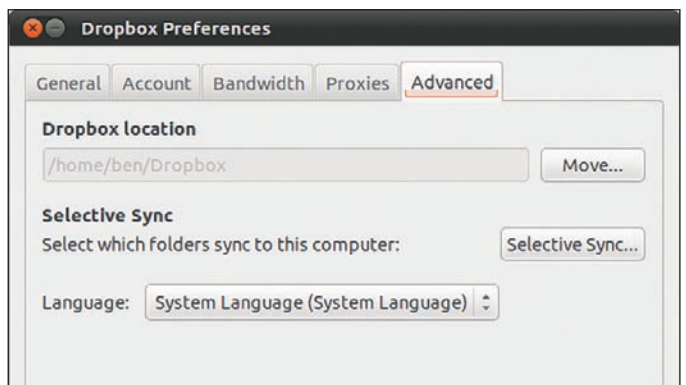 Dropbox Preferences
General Account Bandwidth Proxies Advanced
Dropbox location
/home/ben/Dropbox Move...
Selective Sync
Select which folders sync to this computer: Selective Sync...
Language: System Language (System Language)